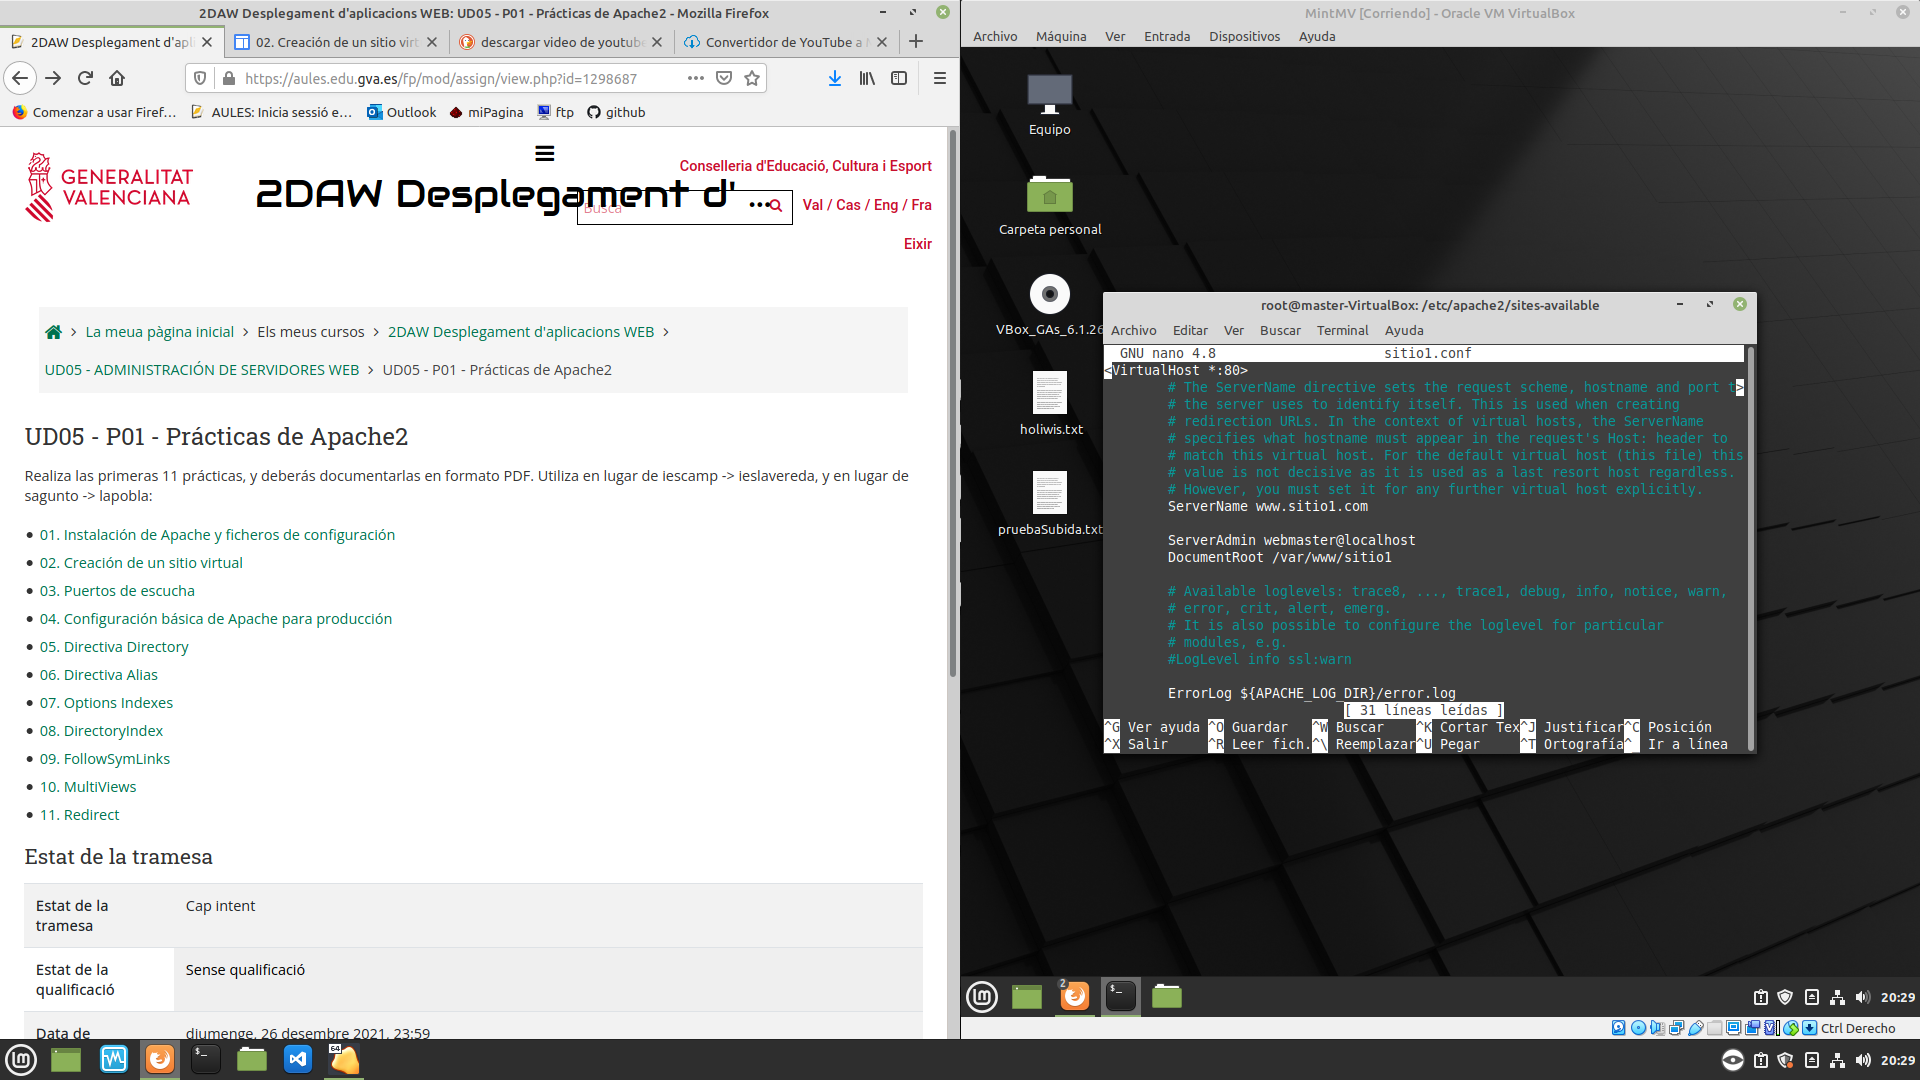 2DAW Desplegament d'aplicacions WEB: UD05 - P01 - Prácticas de Apache2 - Mozilla Firefox
2DAW Desplegament d'apl
02. Creación de un sitio virt
descargar video de youtube
Convertidor de YouTube a
https://aules.edu.gva.es/fp/mod/assign/view.php?id=1298687
Comenzar a usar Firef…
AULES: Inicia sessió e…
Outlook
miPagina
ftp
github
GENERALITAT
VALENCIANA
2DAW Desplegament d' ...
Conselleria d'Educació, Cultura i Esport
Busca
Val / Cas / Eng / Fra
Eixir
La meua pàgina inicial > Els meus cursos > 2DAW Desplegament d'aplicacions WEB >
UD05 - ADMINISTRACIÓN DE SERVIDORES WEB > UD05 - P01 - Prácticas de Apache2
UD05 - P01 - Prácticas de Apache2
Realiza las primeras 11 prácticas, y deberás documentarlas en formato PDF. Utiliza en lugar de iescamp -> ieslavereda, y en lugar de
sagunto -> lapobla:
01. Instalación de Apache y ficheros de configuración
02. Creación de un sitio virtual
03. Puertos de escucha
04. Configuración básica de Apache para producción
05. Directiva Directory
06. Directiva Alias
07. Options Indexes
08. DirectoryIndex
09. FollowSymLinks
10. MultiViews
11. Redirect
Estat de la tramesa
Estat de la
tramesa
Cap intent
Estat de la
qualificació
Sense qualificació
Data de
diumenge, 26 desembre 2021, 23:59
64
MintMV [Corriendo] - Oracle VM VirtualBox
Archivo Máquina Ver Entrada Dispositivos Ayuda
Equipo
Carpeta personal
VBox_GAs_6.1.26
holiwis.txt
pruebaSubida.txt
root@master-VirtualBox: /etc/apache2/sites-available
Archivo Editar Ver Buscar Terminal Ayuda
GNU nano 4.8 sitio1.conf
<VirtualHost *:80>
# The ServerName directive sets the request scheme, hostname and port t>
# the server uses to identify itself. This is used when creating
# redirection URLs. In the context of virtual hosts, the ServerName
# specifies what hostname must appear in the request's Host: header to
# match this virtual host. For the default virtual host (this file) this
# value is not decisive as it is used as a last resort host regardless.
# However, you must set it for any further virtual host explicitly.
ServerName www.sitio1.com
ServerAdmin webmaster@localhost
DocumentRoot /var/www/sitio1
# Available loglevels: trace8, ..., trace1, debug, info, notice, warn,
# error, crit, alert, emerg.
# It is also possible to configure the loglevel for particular
# modules, e.g.
#LogLevel info ssl:warn
ErrorLog ${APACHE_LOG_DIR}/error.log
[ 31 líneas leídas ]
^G Ver ayuda ^O Guardar ^W Buscar ^K Cortar Tex^J Justificar^C Posición
^X Salir ^R Leer fich.^\ Reemplazar^U Pegar ^T Ortografía^_ Ir a línea
2
20:29
Ctrl Derecho
20:29